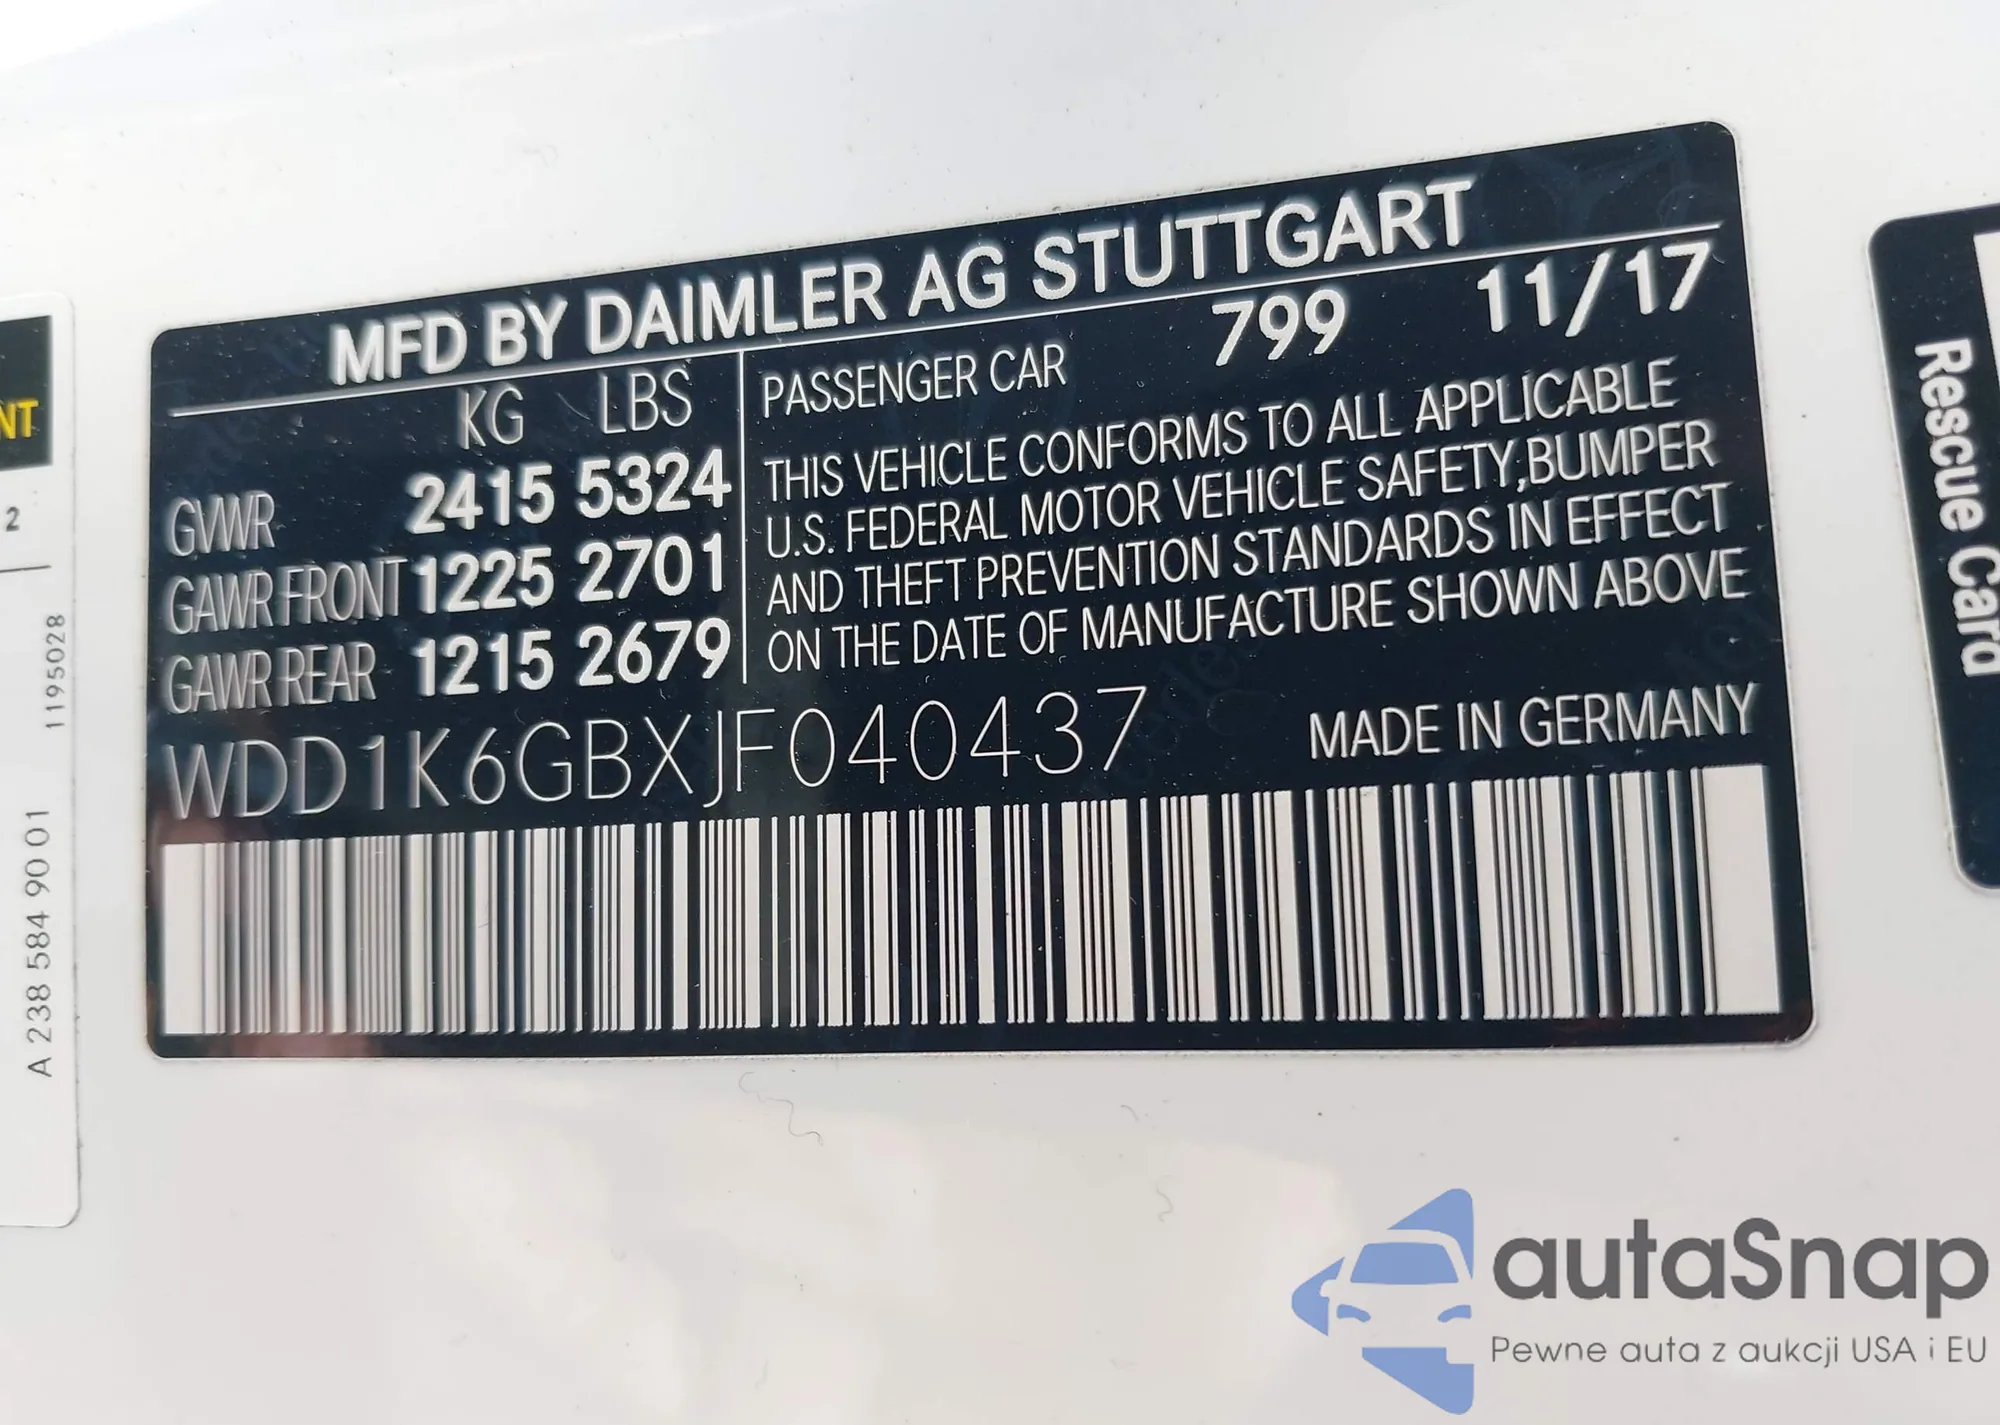 MFD BY DAIMLER AG STUTTGART
KG LBS
GVWR 2415 5324
GAWR FRONT 1225 2701
GAWR REAR 1215 2679
PASSENGER CAR 799 11/17
THIS VEHICLE CONFORMS TO ALL APPLICABLE
U.S. FEDERAL MOTOR VEHICLE SAFETY,BUMPER
AND THEFT PREVENTION STANDARDS IN EFFECT
ON THE DATE OF MANUFACTURE SHOWN ABOVE
WDD1K6GBXJF040437
MADE IN GERMANY
NT
2
A 238 584 90 01
1195028
Rescue Card
autaSnap
Pewne auta z aukcji USA i EU